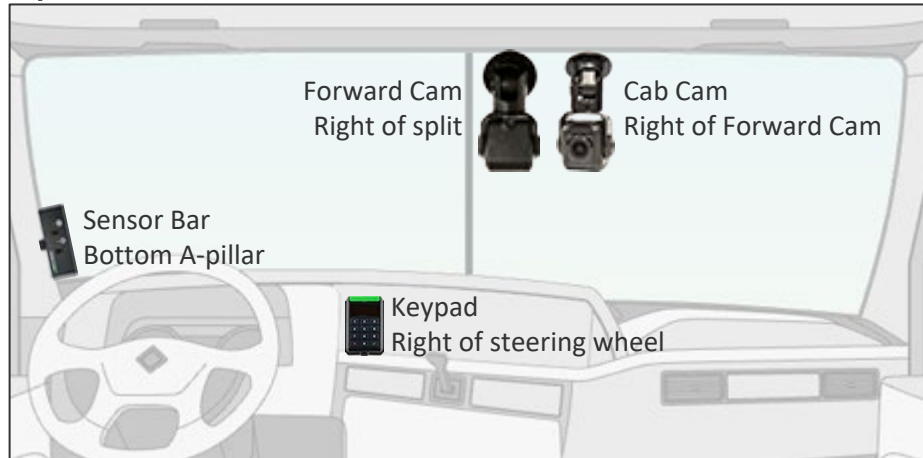 Forward Cam
Right of split
Cab Cam
Right of Forward Cam
Sensor Bar
Bottom A-pillar
Keypad
Right of steering wheel